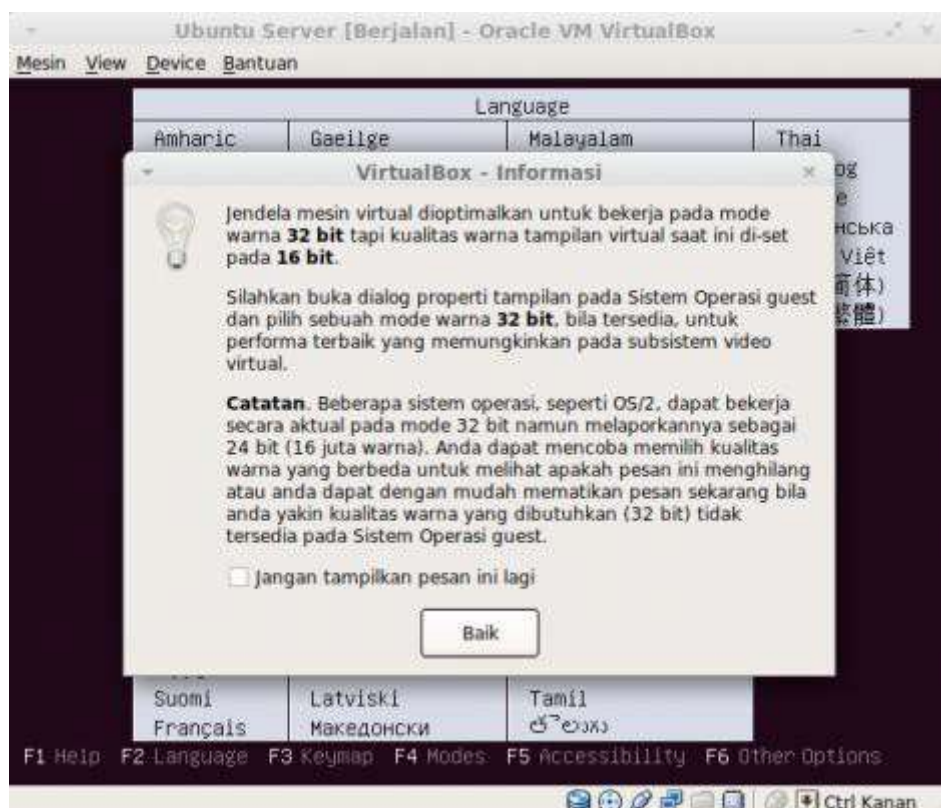 Ubuntu Server [Berjalan] - Oracle VM VirtualBox
Mesin View Device Bantuan
Language
Amharic Gaeilge Malayalam Thai
VirtualBox - Informasi
Jendela mesin virtual dioptimalkan untuk bekerja pada mode
warna 32 bit tapi kualitas warna tampilan virtual saat ini di-set
pada 16 bit.
Silahkan buka dialog properti tampilan pada Sistem Operasi guest
dan pilih sebuah mode warna 32 bit, bila tersedia, untuk
performa terbaik yang memungkinkan pada subsistem video
virtual.
Catatan. Beberapa sistem operasi, seperti OS/2, dapat bekerja
secara aktual pada mode 32 bit namun melaporkannya sebagai
24 bit (16 juta warna). Anda dapat mencoba memilih kualitas
warna yang berbeda untuk melihat apakah pesan ini menghilang
atau anda dapat dengan mudah mematikan pesan sekarang bila
anda yakin kualitas warna yang dibutuhkan (32 bit) tidak
tersedia pada Sistem Operasi guest.
Jangan tampilkan pesan ini lagi
Baik
Việt
Suomi Latviski Tamil
Français Македонски
F1 Help F2 Language F3 Keymap F4 Modes F5 Accessibility F6 Other Options
Ctrl Kanan